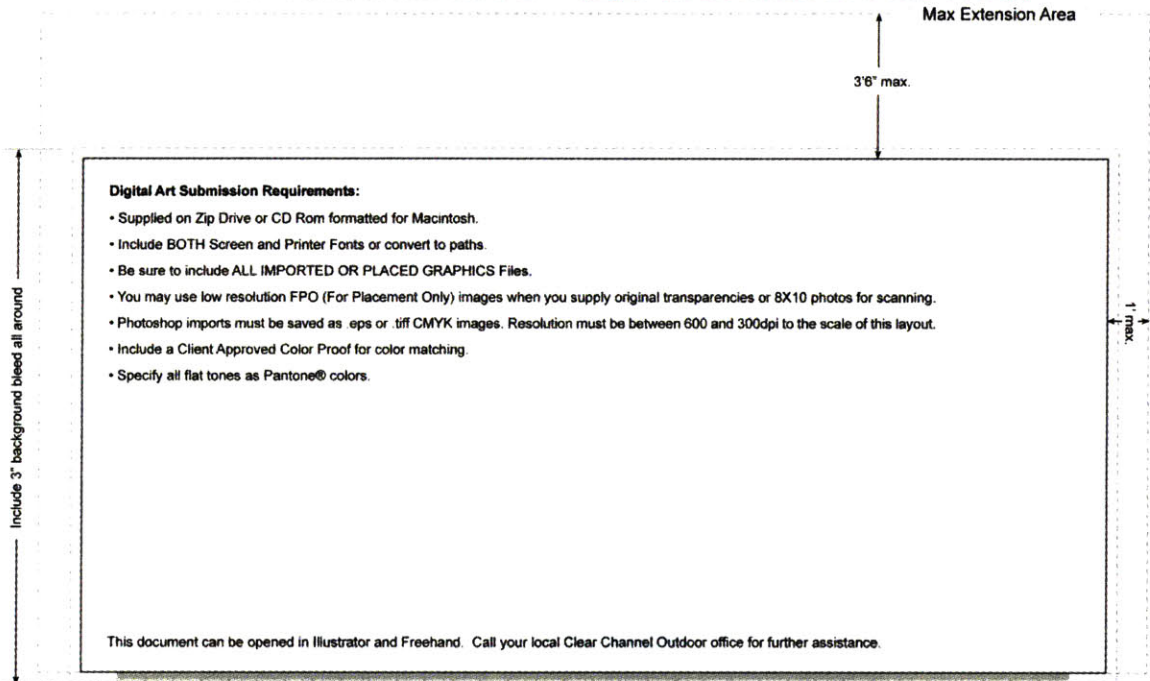 Max Extension Area
3'6" max.
Include 3" background bleed all around
Digital Art Submission Requirements:
• Supplied on Zip Drive or CD Rom formatted for Macintosh.
• Include BOTH Screen and Printer Fonts or convert to paths.
• Be sure to include ALL IMPORTED OR PLACED GRAPHICS Files.
• You may use low resolution FPO (For Placement Only) images when you supply original transparencies or 8X10 photos for scanning.
• Photoshop imports must be saved as .eps or .tiff CMYK images. Resolution must be between 600 and 300dpi to the scale of this layout.
• Include a Client Approved Color Proof for color matching.
• Specify all flat tones as Pantone® colors.
1' max.
This document can be opened in Illustrator and Freehand. Call your local Clear Channel Outdoor office for further assistance.